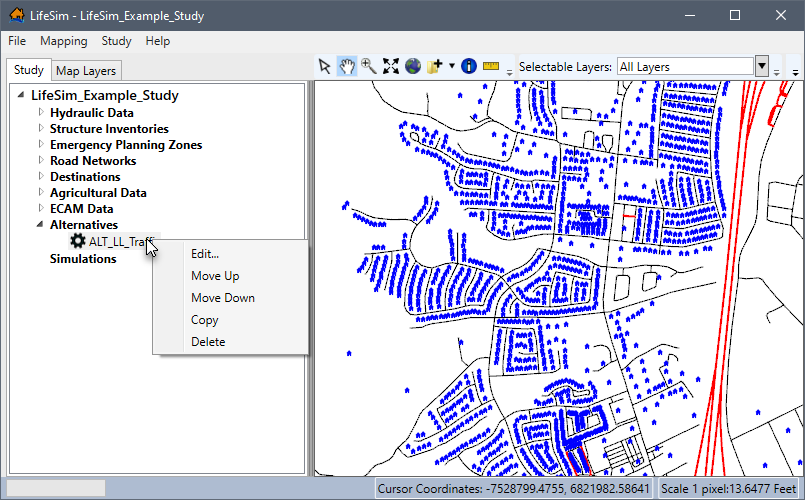 LifeSim - LifeSim_Example_Study
File Mapping Study Help
Study Map Layers
Selectable Layers: All Layers
LifeSim_Example_Study
Hydraulic Data
Structure Inventories
Emergency Planning Zones
Road Networks
Destinations
Agricultural Data
ECAM Data
Alternatives
ALT_LL_Traffi
Simulations
Edit...
Move Up
Move Down
Copy
Delete
Cursor Coordinates: -7528799.4755, 6821982.58641 Scale 1 pixel:13.6477 Feet